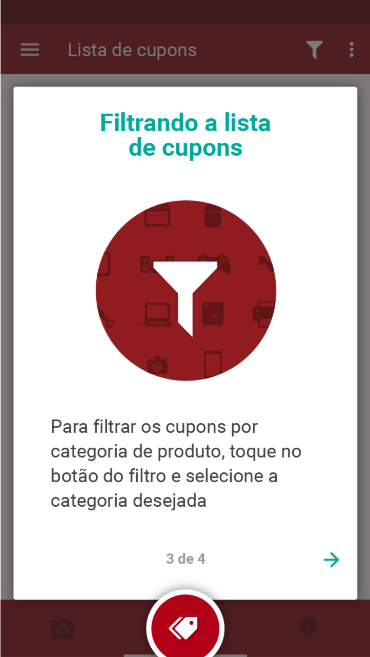 Lista de cupons
Filtrando a lista
de cupons
Para filtrar os cupons por
categoria de produto, toque no
botão do filtro e selecione a
categoria desejada
3 de 4